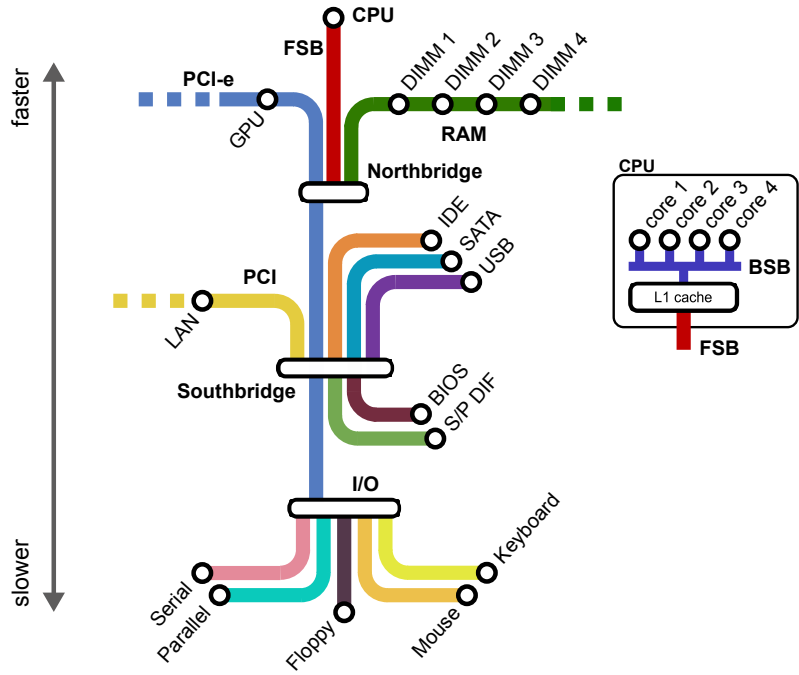 CPU
FSB
DIMM 1
DIMM 2
DIMM 3
DIMM 4
faster
PCI-e
GPU
RAM
Northbridge
CPU
core 1
core 2
core 3
core 4
BSB
L1 cache
FSB
IDE
SATA
USB
PCI
LAN
Southbridge
BIOS
S/P DIF
I/O
slower
Serial
Parallel
Floppy
Mouse
Keyboard